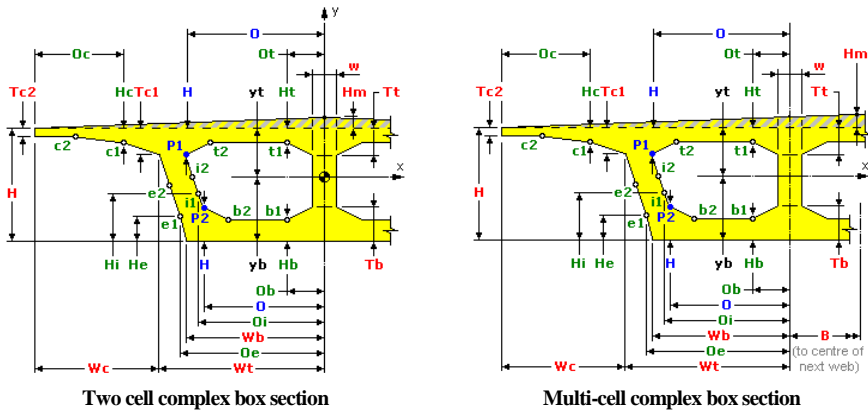 y
O
Oc
Ot
w
Tc2
Hc
Tc1
H
yt
Ht
Hm
Tt
c2
c1
P1
t2
t1
x
i2
H
e2
i1
P2
b2
b1
e1
Hi
He
H
yb
Hb
Tb
Ob
O
Oi
Wb
Oe
Wc
Wt
Two cell complex box section
O
Oc
Ot
w
Hm
Tc2
Hc
Tc1
H
yt
Ht
Tt
c2
c1
P1
t2
t1
x
i2
H
e2
i1
P2
b2
b1
e1
Hi
He
H
yb
Hb
Tb
Ob
O
Oi
Wb
B
Oe
(to centre of
next web)
Wc
Wt
Multi-cell complex box section